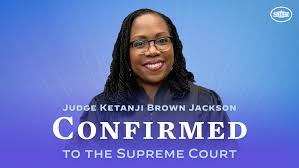 JUDGE KETANJI BROWN JACKSON
CONFIRMED
TO THE SUPREME COURT